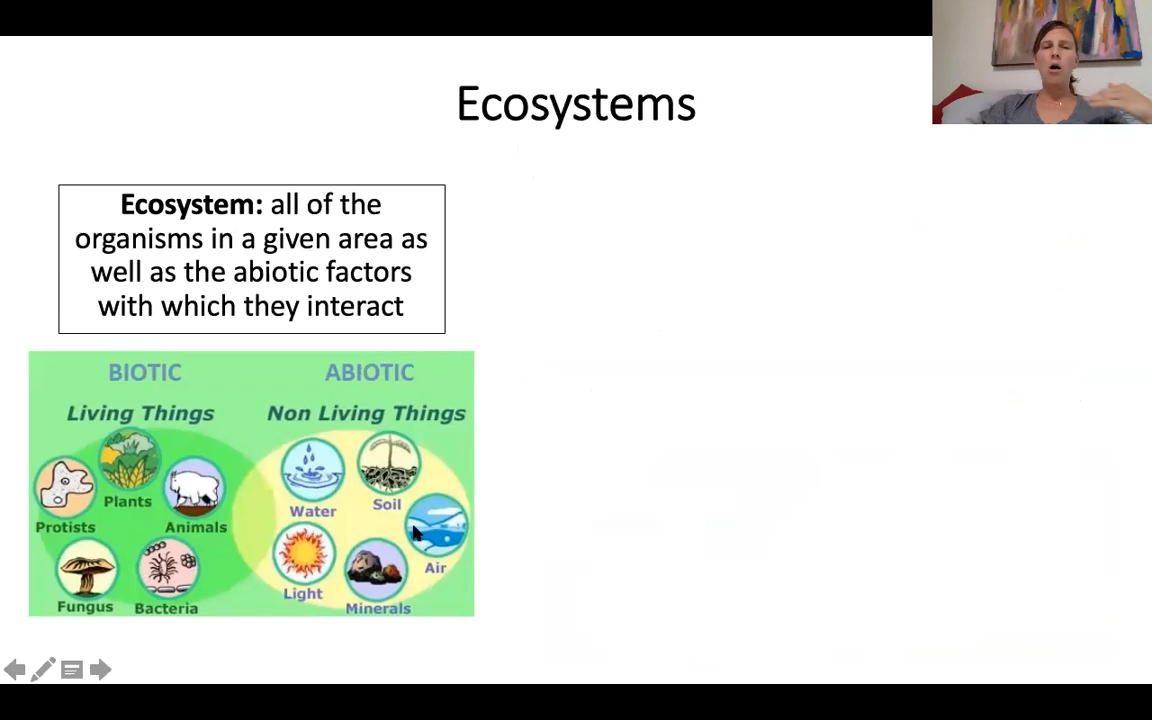 Ecosystems
Ecosystem: all of the
organisms in a given area as
well as the abiotic factors
with which they interact
BIOTIC
ABIOTIC
Living Things
Non Living Things
Protists
Plants
Animals
Fungus
Bacteria
Water
Soil
Air
Light
Minerals